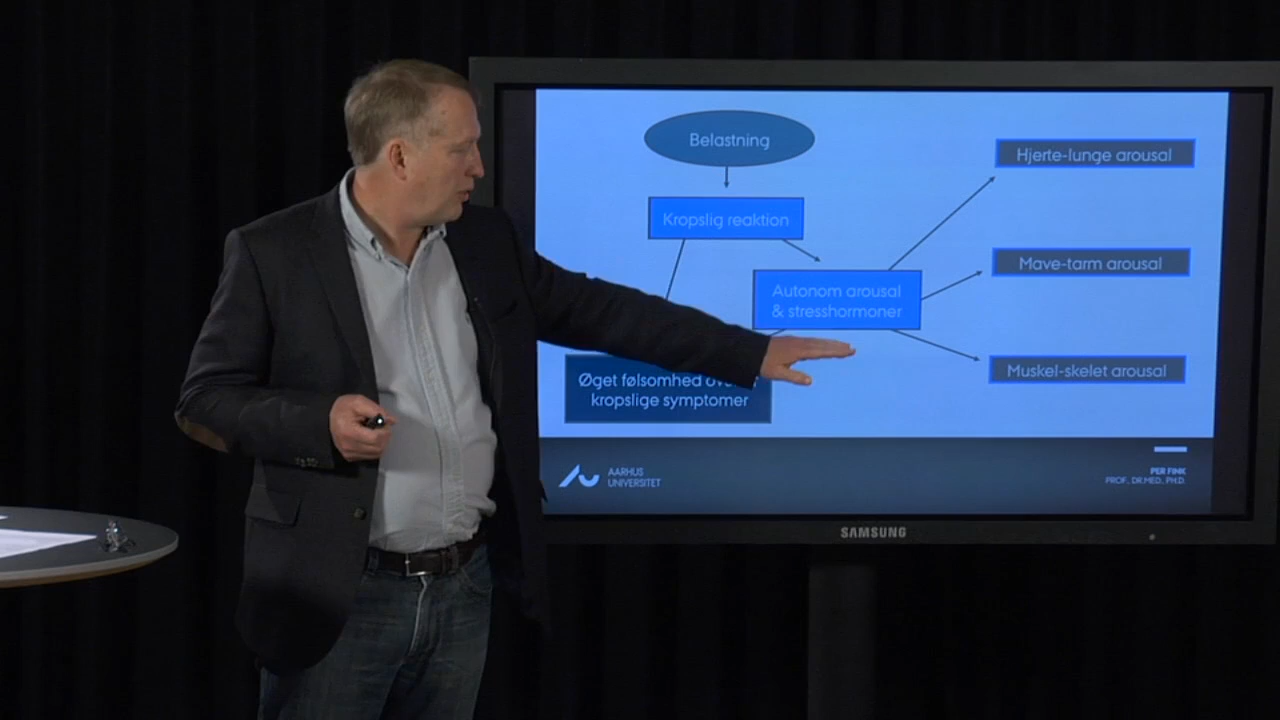 Belastning
Kropslig reaktion
Autonom arousal
& stresshormoner
Hjerte-lunge arousal
Mave-tarm arousal
Muskel-skelet arousal
Øget følsomhed
kropslige symptomer
AARHUS
UNIVERSITET
PER FINK
PROF., DR.MED., PH.D.
SAMSUNG